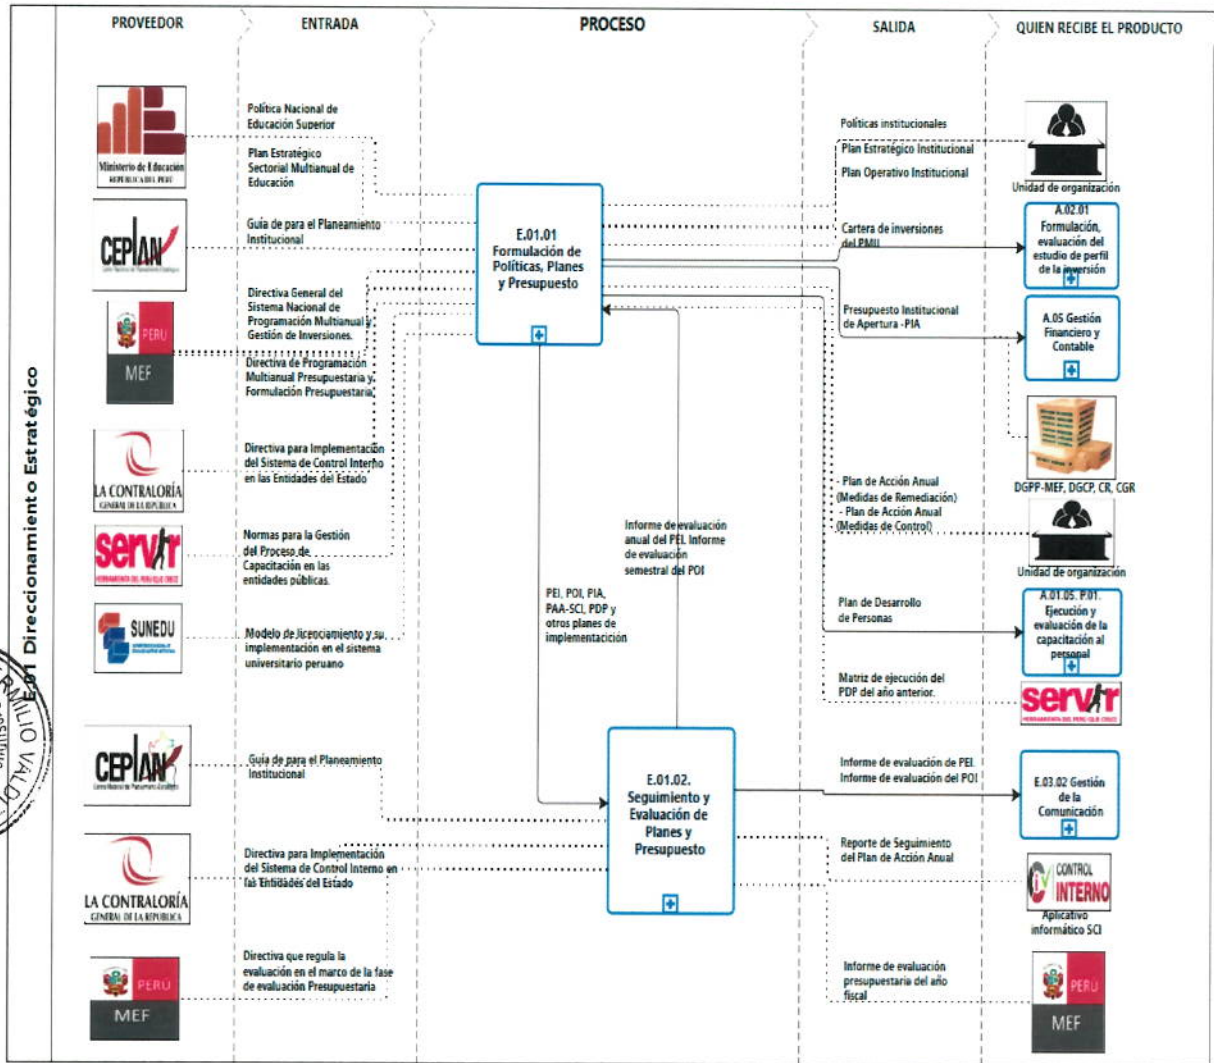 PROVEEDOR
ENTRADA
PROCESO
SALIDA
QUIEN RECIBE EL PRODUCTO
E.01 Direccionamiento Estratégico
Ministerio de Educación
REPÚBLICA DEL PERÚ
Política Nacional de
Educación Superior
Plan Estratégico
Sectorial Multianual de
Educación
CEPLAN
Guía de para el Planeamiento
Institucional
PERÚ
MEF
Directiva General del
Sistema Nacional de
Programación Multianual y
Gestión de Inversiones.
Directiva de Programación
Multianual Presupuestaria y
Formulación Presupuestaria
LA CONTRALORÍA
GENERAL DE LA REPÚBLICA
Directiva para Implementación
del Sistema de Control Interno
en las Entidades del Estado
servir
HERRAMIENTA DEL PERÚ QUE CRECE
Normas para la Gestión
del Proceso de
Capacitación en las
entidades públicas.
SUNEDU
Modelo de licenciamiento y su
implementación en el sistema
universitario peruano
CEPLAN
Guía de para el Planeamiento
Institucional
LA CONTRALORÍA
GENERAL DE LA REPÚBLICA
Directiva para Implementación
del Sistema de Control Interno en
las Entidades del Estado
PERÚ
MEF
Directiva que regula la
evaluación en el marco de la fase
de evaluación Presupuestaria
E.01.01
Formulación de
Políticas, Planes
y Presupuesto
Informe de evaluación
anual del PEI. Informe
de evaluación
semestral del POI
PEI, POI, PIA,
PAA-SCI, PDP y
otros planes de
implementacición
E.01.02.
Seguimiento y
Evaluación de
Planes y
Presupuesto
Políticas institucionales
Plan Estratégico Institucional
Plan Operativo Institucional
Unidad de organización
Cartera de inversiones
del PMIU
A.02.01
Formulación,
evaluación del
estudio de perfil
de la inversión
Presupuesto Institucional
de Apertura -PIA
A.05 Gestión
Financiero y
Contable
DGPP-MEF, DGCP, CR, CGR
- Plan de Acción Anual
(Medidas de Remediación)
- Plan de Acción Anual
(Medidas de Control)
Unidad de organización
Plan de Desarrollo
de Personas
A.01.05. P.01.
Ejecución y
evaluación de la
capacitación al
personal
Matriz de ejecución del
PDP del año anterior.
servir
HERRAMIENTA DEL PERÚ QUE CRECE
Informe de evaluación de PEI.
Informe de evaluación del POI
E.03.02 Gestión
de la
Comunicación
Reporte de Seguimiento
del Plan de Acción Anual
CONTROL
INTERNO
Aplicativo
informático SCI
Informe de evaluación
presupuestaria del año
fiscal
PERÚ
MEF